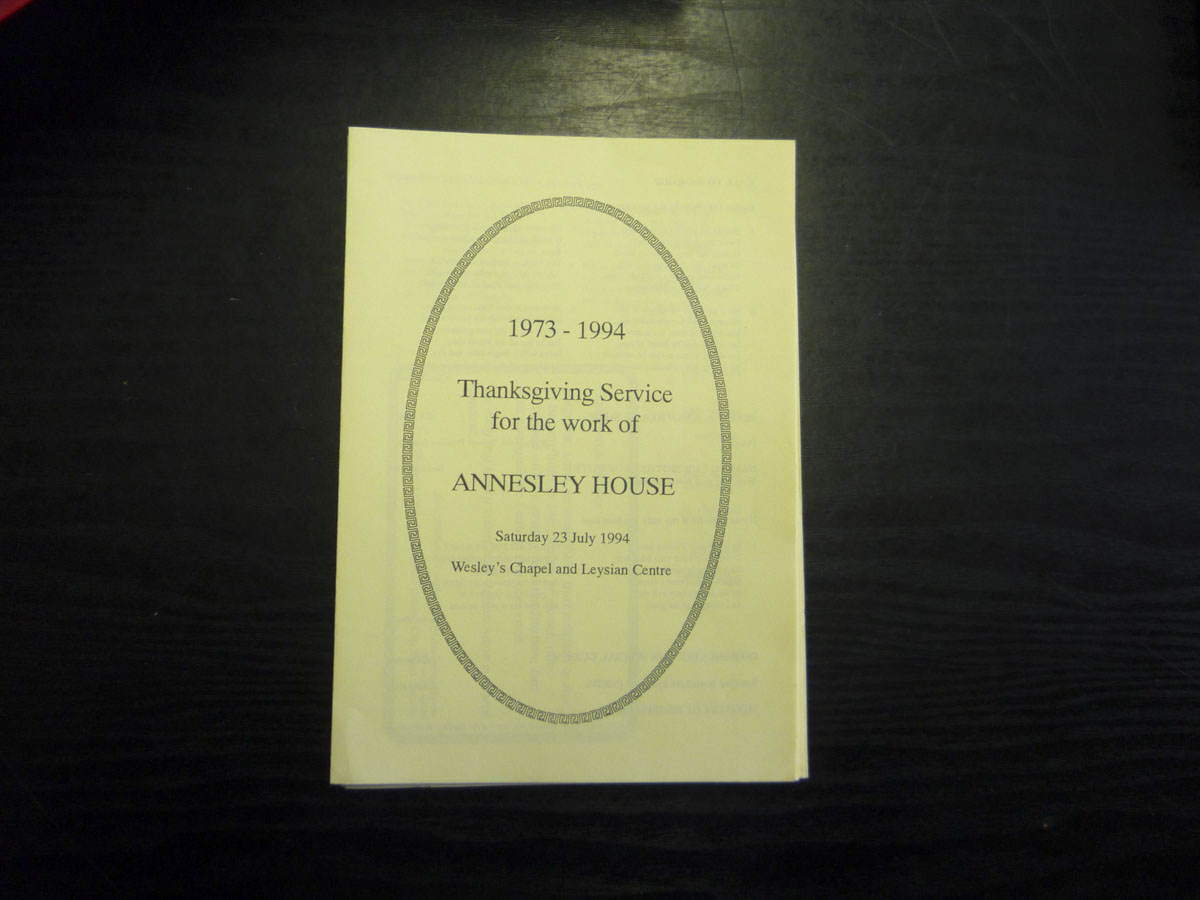 1973 - 1994
Thanksgiving Service
for the work of
ANNESLEY HOUSE
Saturday 23 July 1994
Wesley's Chapel and Leysian Centre